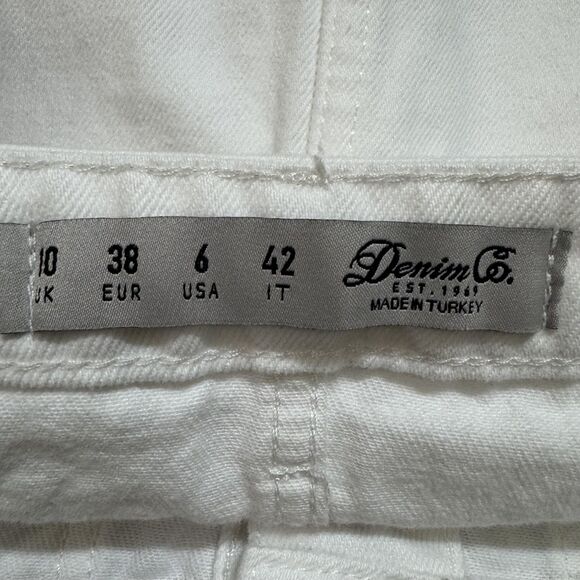 10 38 6 42 Denim Co.
UK EUR USA IT EST. 1969
MADE IN TURKEY